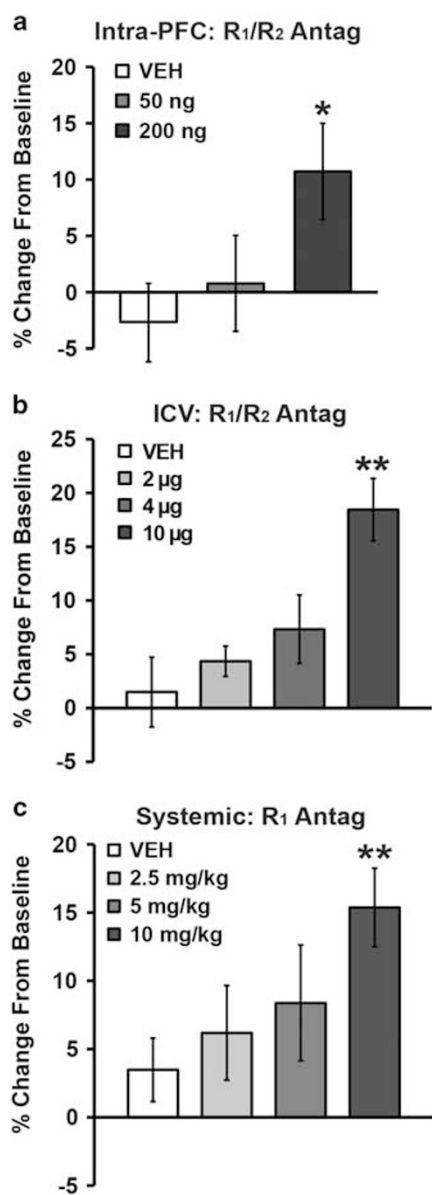 a
Intra-PFC: R₁/R₂ Antag
% Change From Baseline
20
15
10
5
0
-5
VEH
50 ng
200 ng
*
b
ICV: R₁/R₂ Antag
% Change From Baseline
25
20
15
10
5
0
-5
VEH
2 µg
4 µg
10 µg
**
c
Systemic: R₁ Antag
% Change From Baseline
20
15
10
5
0
-5
VEH
2.5 mg/kg
5 mg/kg
10 mg/kg
**